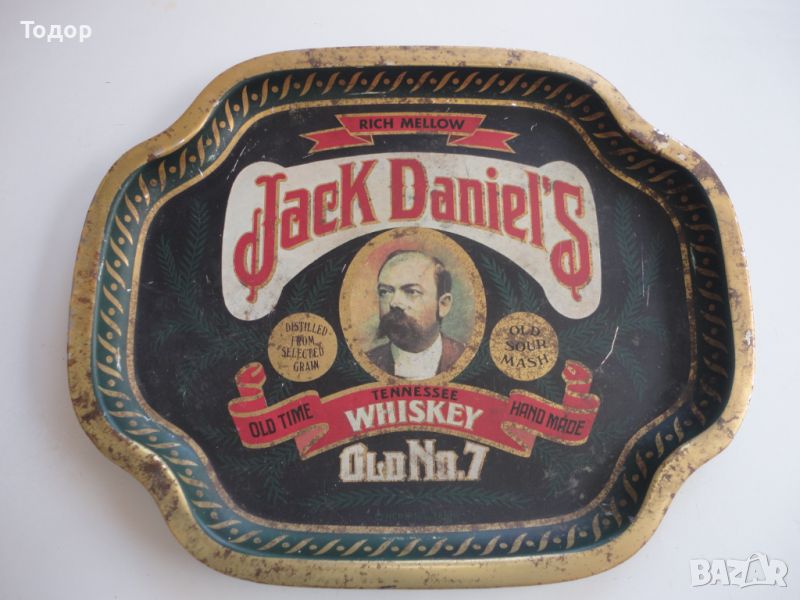 Тодор
RICH MELLOW
JACK DANIEL'S
DISTILLED
FROM
SELECTED
GRAIN
OLD
SOUR
MASH
TENNESSEE
OLD TIME
WHISKEY
HAND MADE
OLD NO.7
BAZAR